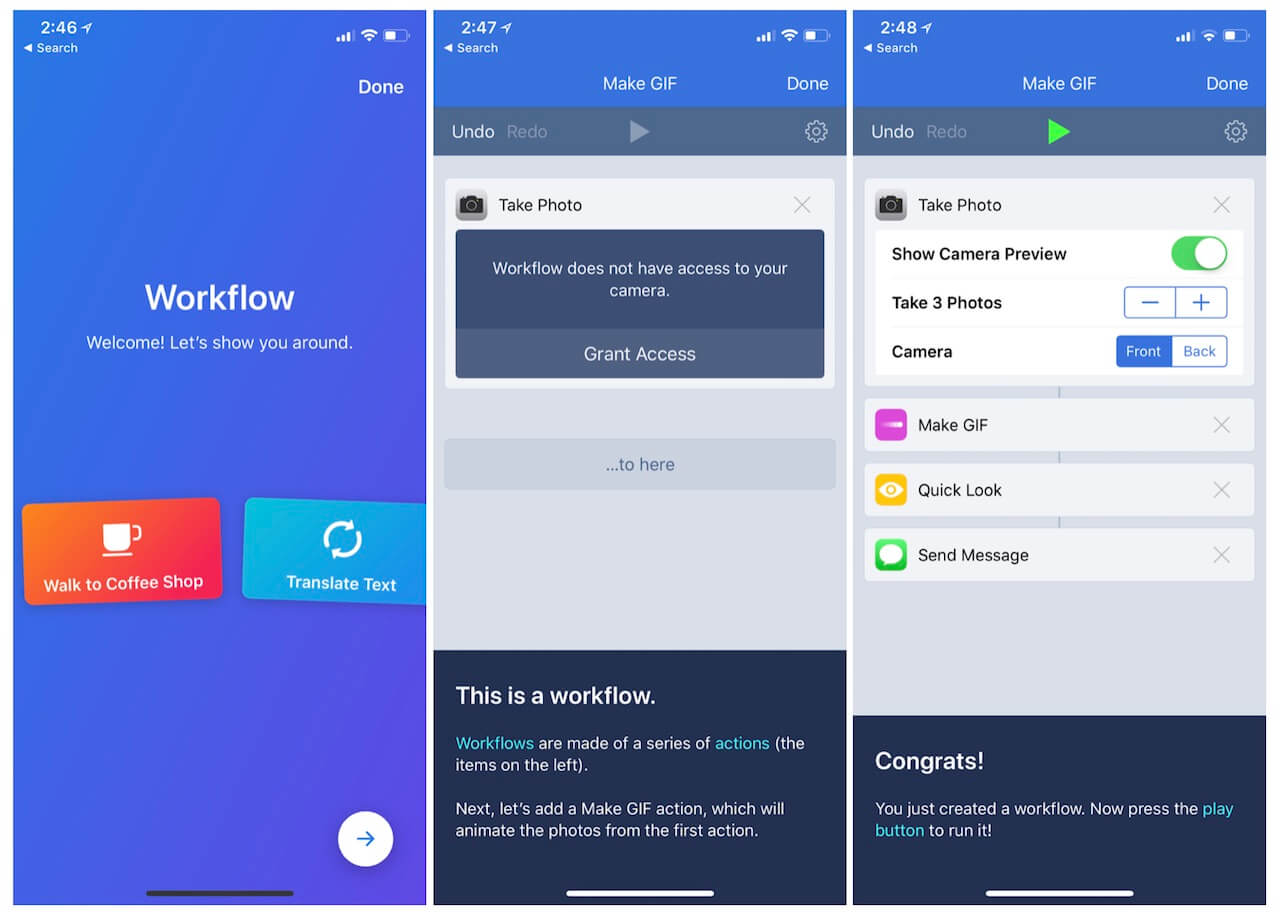 2:46
Search
Done
Workflow
Welcome! Let's show you around.
Walk to Coffee Shop
Translate Text
2:47
Search
Make GIF
Done
Undo Redo
Take Photo
Workflow does not have access to your
camera.
Grant Access
...to here
This is a workflow.
Workflows are made of a series of actions (the
items on the left).
Next, let's add a Make GIF action, which will
animate the photos from the first action.
2:48
Search
Make GIF
Done
Undo Redo
Take Photo
Show Camera Preview
Take 3 Photos
Camera
Front Back
Make GIF
Quick Look
Send Message
Congrats!
You just created a workflow. Now press the play
button to run it!